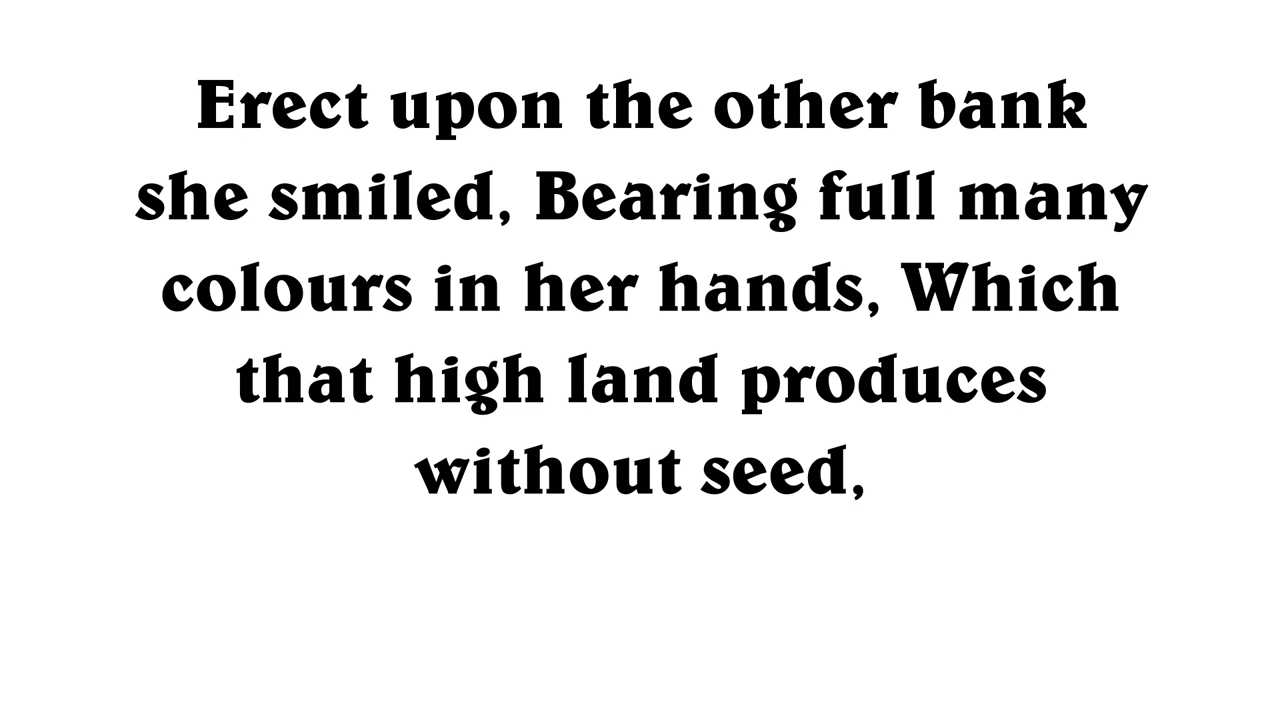 Erect upon the other bank
she smiled, Bearing full many
colours in her hands, Which
that high land produces
without seed,